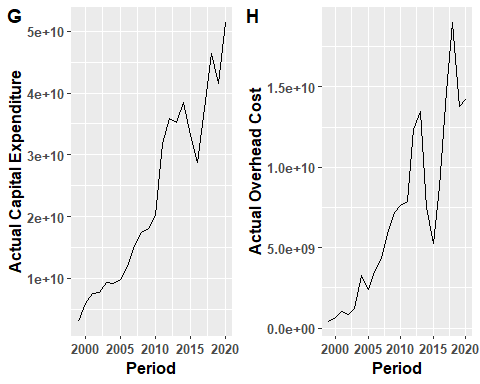 G
Actual Capital Expenditure
5e+10
4e+10
3e+10
2e+10
1e+10
2000 2005 2010 2015 2020
Period
H
Actual Overhead Cost
1.5e+10
1.0e+10
5.0e+09
0.0e+00
2000 2005 2010 2015 2020
Period